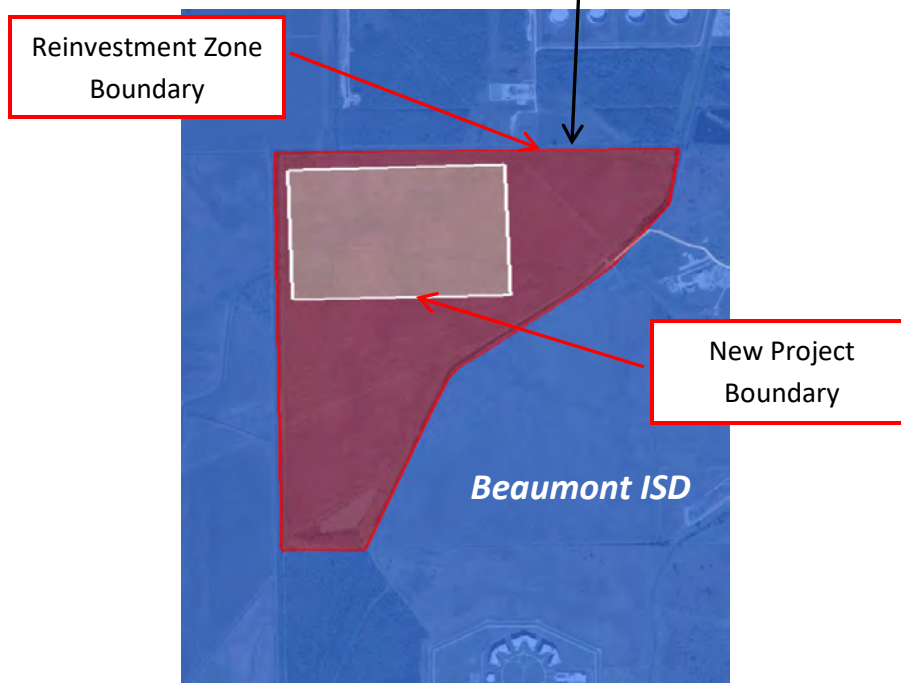 Reinvestment Zone
Boundary
New Project
Boundary
Beaumont ISD